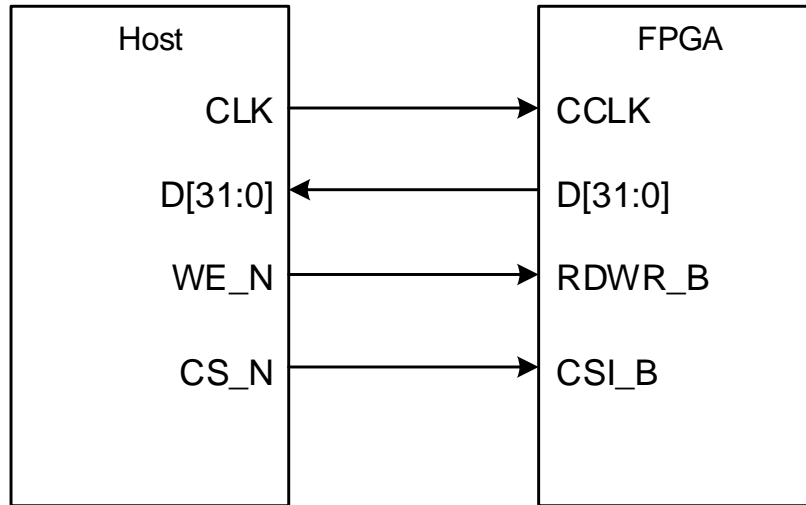 Host FPGA
CLK CCLK
D[31:0] D[31:0]
WE_N RDWR_B
CS_N CSI_B